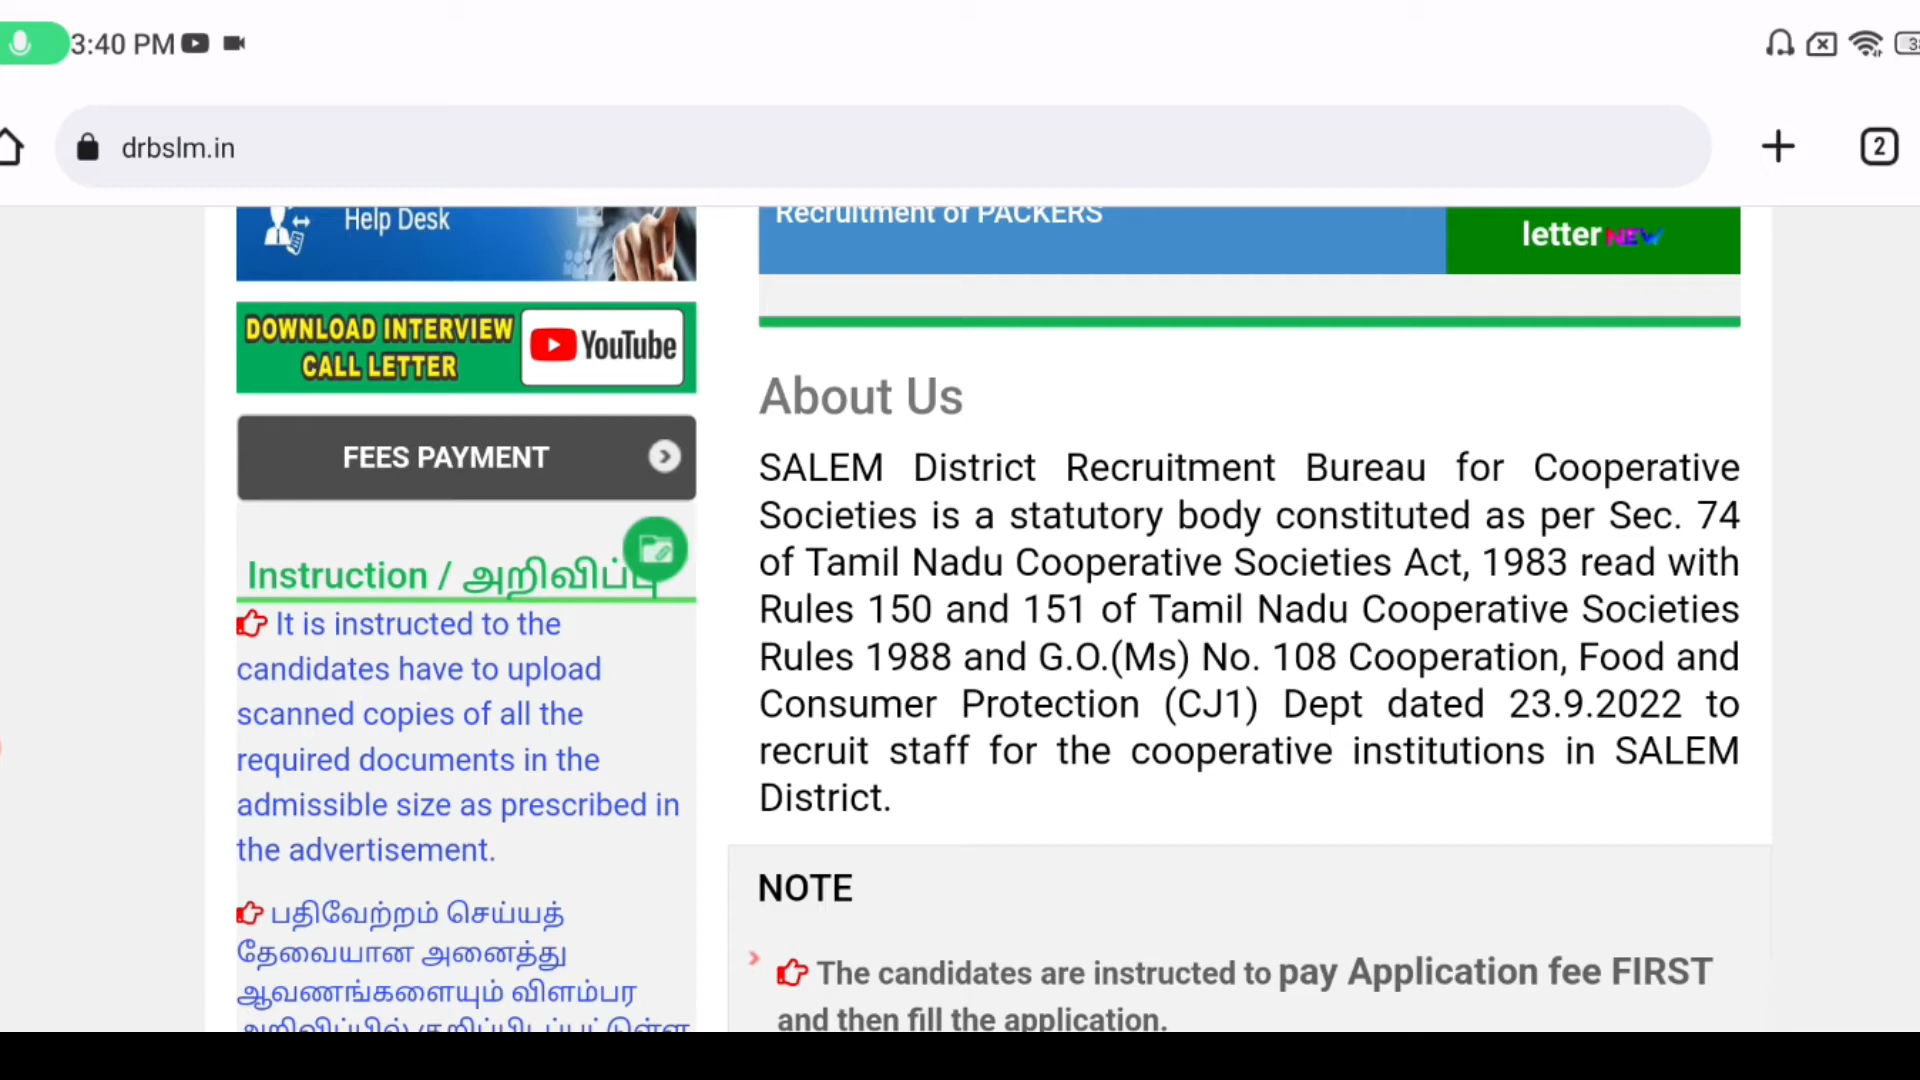 3:40 PM
drbslm.in
2
Help Desk
DOWNLOAD INTERVIEW
CALL LETTER
YouTube
FEES PAYMENT
Instruction /
It is instructed to the
candidates have to upload
scanned copies of all the
required documents in the
admissible size as prescribed in
the advertisement.
பதிவேற்றம் செய்யத்
தேவையான அனைத்து
ஆவணங்களையும் விளம்பர
Recruitment of PACKERS
letter NEW
About Us
SALEM District Recruitment Bureau for Cooperative
Societies is a statutory body constituted as per Sec. 74
of Tamil Nadu Cooperative Societies Act, 1983 read with
Rules 150 and 151 of Tamil Nadu Cooperative Societies
Rules 1988 and G.O.(Ms) No. 108 Cooperation, Food and
Consumer Protection (CJ1) Dept dated 23.9.2022 to
recruit staff for the cooperative institutions in SALEM
District.
NOTE
The candidates are instructed to pay Application fee FIRST
and then fill the application.